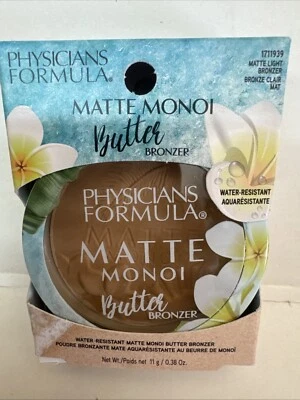 PHYSICIANS
FORMULA®
1711939
MATTE LIGHT
BRONZER
BRONZE CLAIR
MAT
MATTE MONOI
Butter
BRONZER
WATER-RESISTANT
AQUARÉSISTANTE
PHYSICIANS
FORMULA®
MATTE
MONOI
Butter
BRONZER
WATER-RESISTANT MATTE MONOI BUTTER BRONZER
POUDRE BRONZANTE MATE AQUARÉSISTANTE AU BEURRE DE MONOÏ
Net Wt./Poids net 11 g / 0.38 Oz.